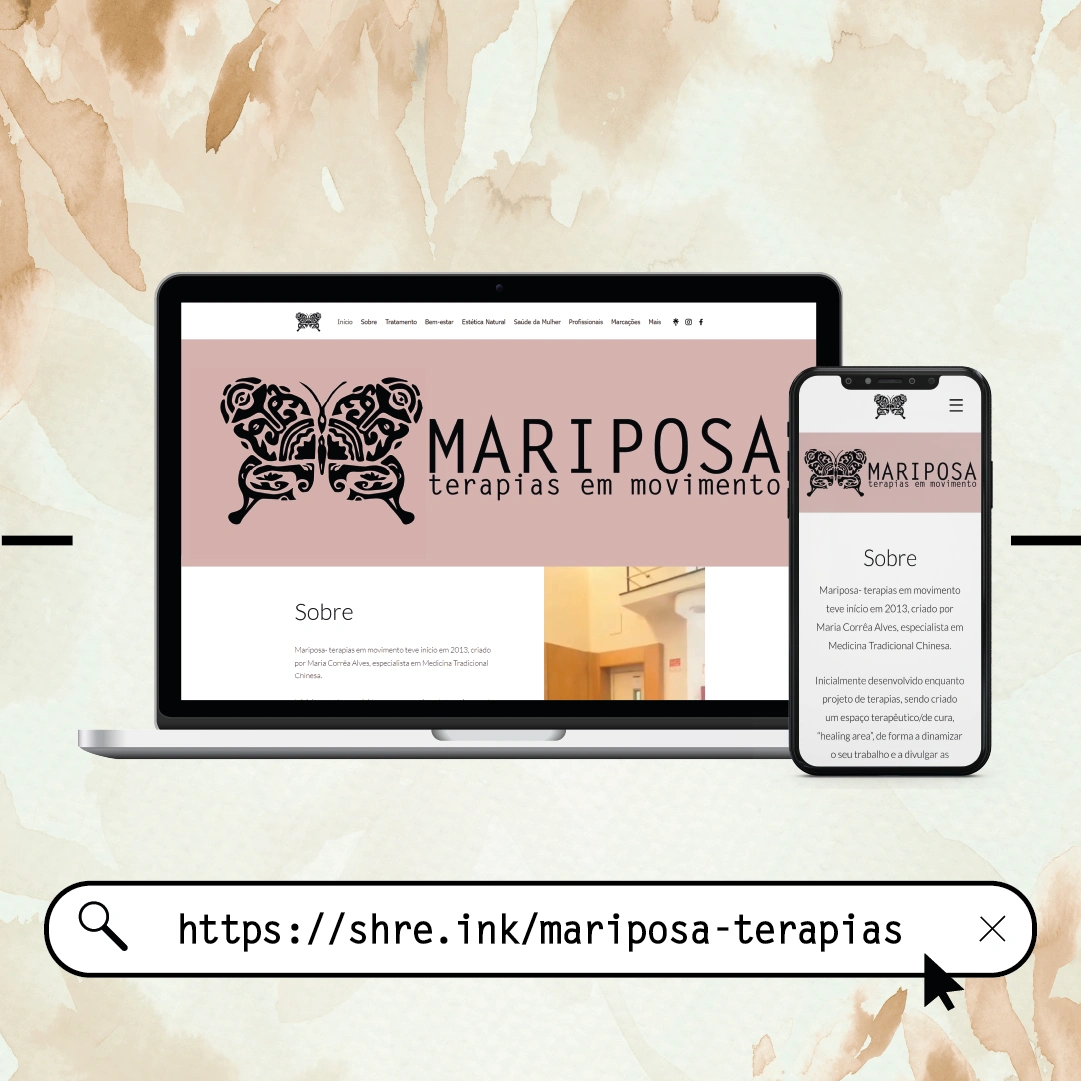 Início Sobre Tratamento Bem-estar Estética Natural Saúde da Mulher Profissionais Marcações Mais
MARIPOSA
terapias em movimento
Sobre
Mariposa- terapias em movimento teve início em 2013, criado
por Maria Corrêa Alves, especialista em Medicina Tradicional
Chinesa.
MARIPOSA
terapias em movimento
Sobre
Mariposa- terapias em movimento
teve início em 2013, criado por
Maria Corrêa Alves, especialista em
Medicina Tradicional Chinesa.
Inicialmente desenvolvido enquanto
projeto de terapias, sendo criado
um espaço terapêutico/de cura,
"healing area", de forma a dinamizar
o seu trabalho e a divulgar as
https://shre.ink/mariposa-terapias